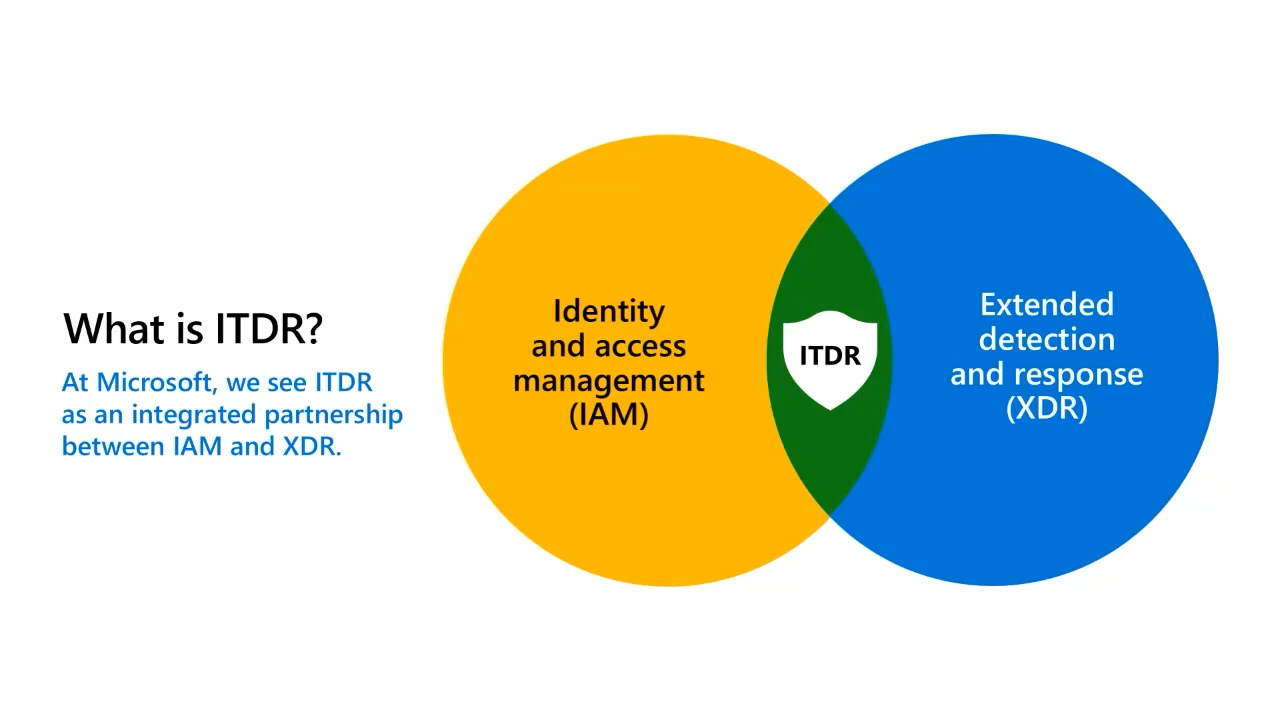 What is ITDR?
At Microsoft, we see ITDR
as an integrated partnership
between IAM and XDR.
Identity
and access
management
(IAM)
ITDR
Extended
detection
and response
(XDR)